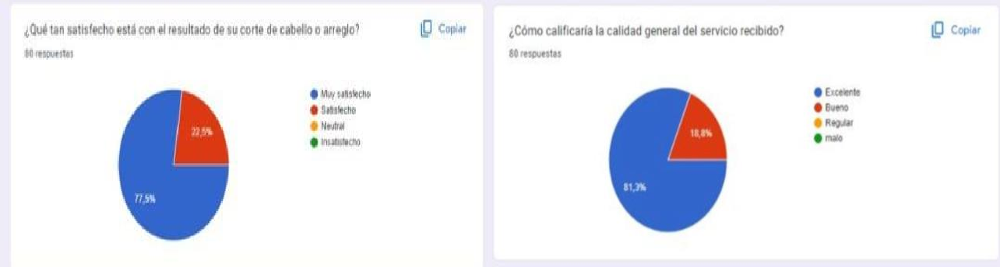 ¿Qué tan satisfecho está con el resultado de su corte de cabello o arreglo?
Copiar
80 respuestas
Muy satisfecho
Satisfecho
Neutral
Insatisfecho
22,5%
77,5%
¿Cómo calificaría la calidad general del servicio recibido?
Copiar
80 respuestas
Excelente
Bueno
Regular
malo
18,8%
81,3%